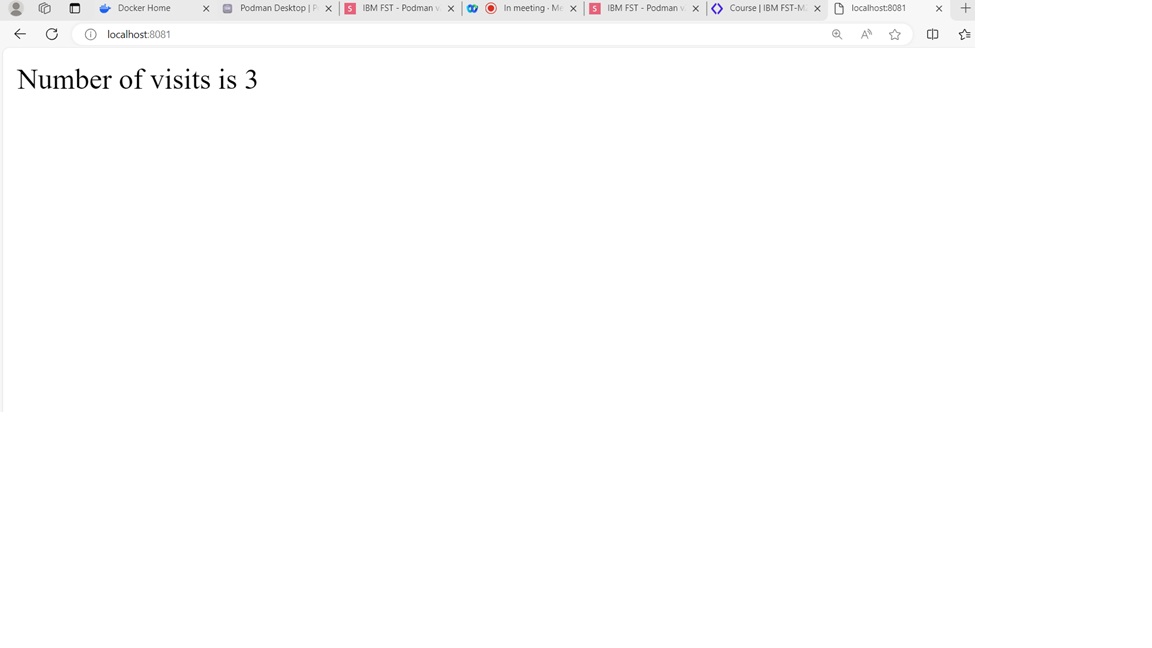 Docker Home
Podman Desktop | P
IBM FST - Podman v
In meeting - Me
IBM FST - Podman v.
Course | IBM FST-M
localhost:8081
localhost:8081
Number of visits is 3